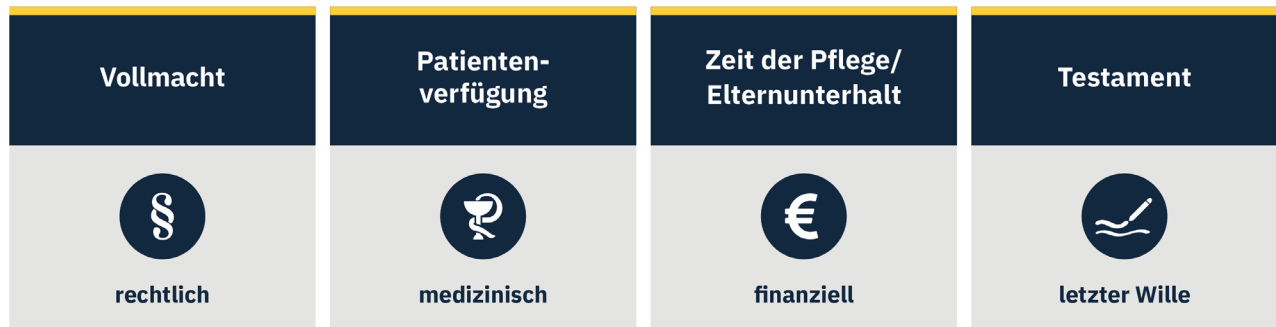 Vollmacht
Patienten-
verfügung
Zeit der Pflege/
Elternunterhalt
Testament
§
€
rechtlich
medizinisch
finanziell
letzter Wille